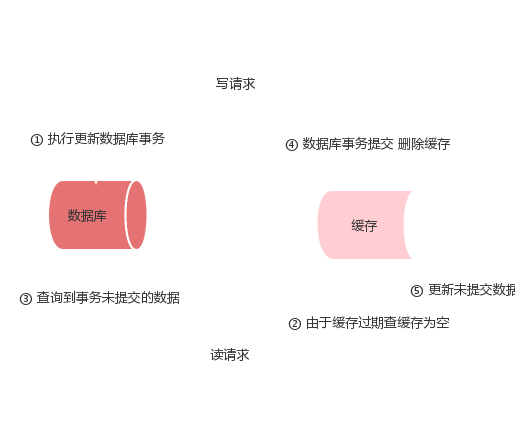 写请求
① 执行更新数据库事务
④ 数据库事务提交 删除缓存
数据库
缓存
⑤ 更新未提交数据
③ 查询到事务未提交的数据
② 由于缓存过期查缓存为空
读请求